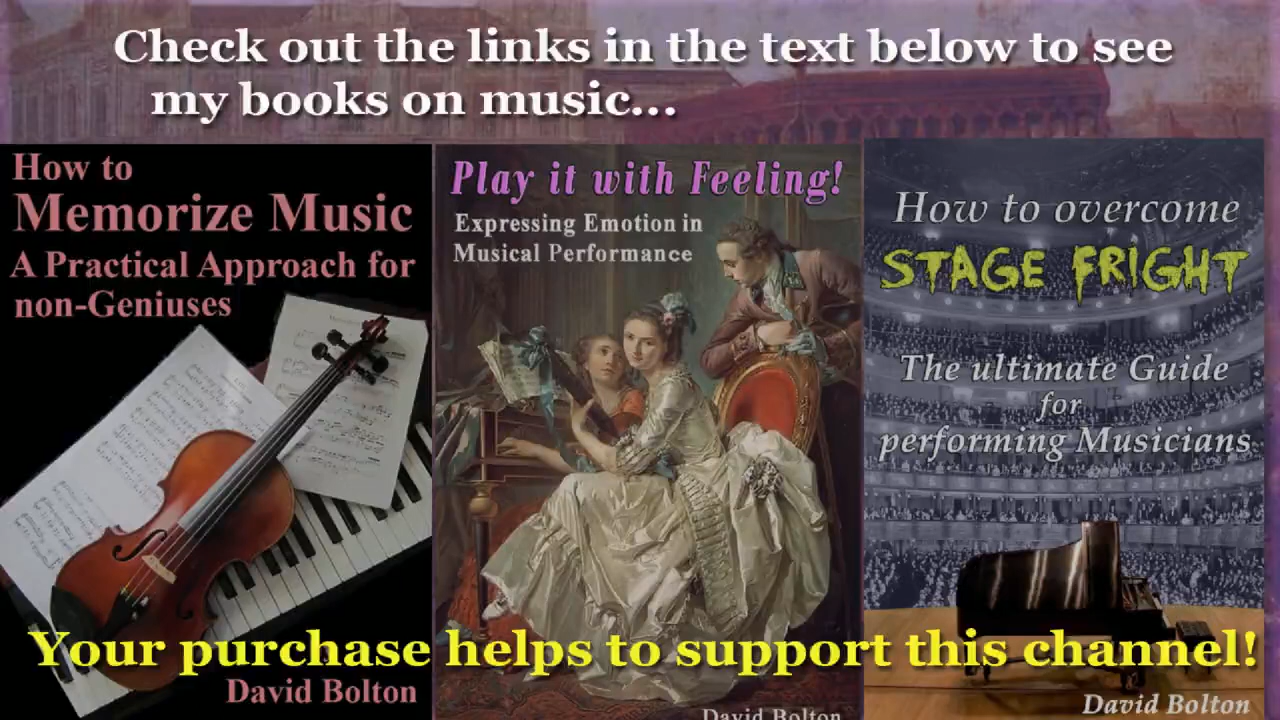 Check out the links in the text below to see
my books on music...
How to
Memorize Music
A Practical Approach for
non-Geniuses
David Bolton
Play it with Feeling!
Expressing Emotion in
Musical Performance
David Bolton
How to overcome
STAGE FRIGHT
The ultimate Guide
for
performing Musicians
David Bolton
Your purchase helps to support this channel!